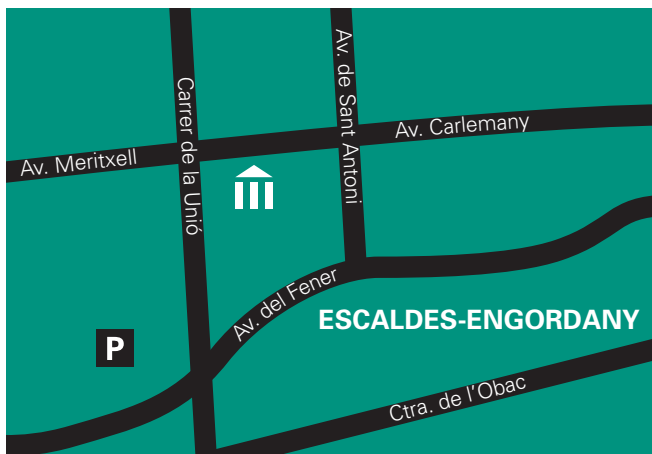 Carrer de la Unió
Av. de Sant Antoni
Av. Meritxell
Av. Carlemany
Av. del Fener
ESCALDES-ENGORDANY
P
Ctra. de l'Obac